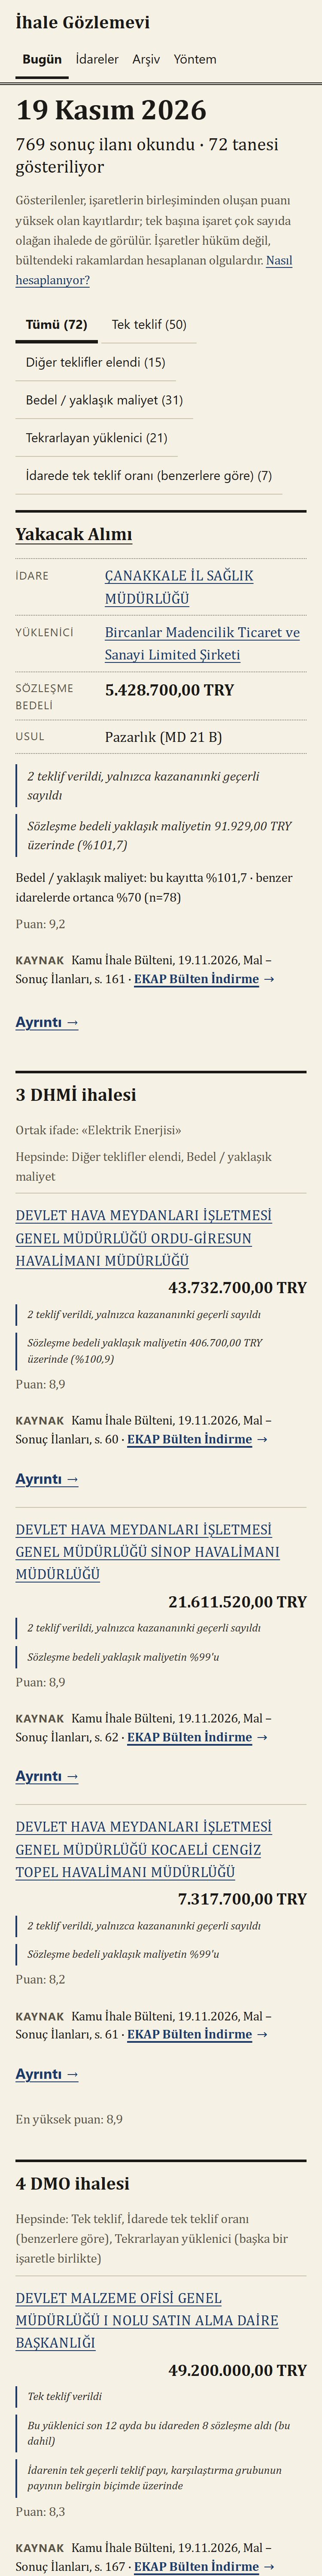 İhale Gözlemevi
Bugün İdareler Arşiv Yöntem
19 Kasım 2026
769 sonuç ilanı okundu · 72 tanesi
gösteriliyor
Gösterilenler, işaretlerin birleşiminden oluşan puanı
yüksek olan kayıtlardır; tek başına işaret çok sayıda
olağan ihalede de görülür. İşaretler hüküm değil,
bültendeki rakamlardan hesaplanan olgulardır. Nasıl
hesaplanıyor?
Tümü (72) Tek teklif (50)
Diğer teklifler elendi (15)
Bedel / yaklaşık maliyet (31)
Tekrarlayan yüklenici (21)
İdarede tek teklif oranı (benzerlere göre) (7)
Yakacak Alımı
İDARE ÇANAKKALE İL SAĞLIK
MÜDÜRLÜĞÜ
YÜKLENİCİ Bircanlar Madencilik Ticaret ve
Sanayi Limited Şirketi
SÖZLEŞME 5.428.700,00 TRY
BEDELİ
USUL Pazarlık (MD 21 B)
2 teklif verildi, yalnızca kazananınki geçerli
sayıldı
Sözleşme bedeli yaklaşık maliyetin 91.929,00 TRY
üzerinde (%101,7)
Bedel / yaklaşık maliyet: bu kayıtta %101,7 · benzer
idarelerde ortanca %70 (n=78)
Puan: 9,2
KAYNAK Kamu İhale Bülteni, 19.11.2026, Mal –
Sonuç İlanları, s. 161 · EKAP Bülten İndirme →
Ayrıntı →
3 DHMİ ihalesi
Ortak ifade: «Elektrik Enerjisi»
Hepsinde: Diğer teklifler elendi, Bedel / yaklaşık
maliyet
DEVLET HAVA MEYDANLARI İŞLETMESİ
GENEL MÜDÜRLÜĞÜ ORDU-GİRESUN
HAVALİMANI MÜDÜRLÜĞÜ
43.732.700,00 TRY
2 teklif verildi, yalnızca kazananınki geçerli sayıldı
Sözleşme bedeli yaklaşık maliyetin 406.700,00 TRY
üzerinde (%100,9)
Puan: 8,9
KAYNAK Kamu İhale Bülteni, 19.11.2026, Mal –
Sonuç İlanları, s. 60 · EKAP Bülten İndirme →
Ayrıntı →
DEVLET HAVA MEYDANLARI İŞLETMESİ
GENEL MÜDÜRLÜĞÜ SİNOP HAVALİMANI
MÜDÜRLÜĞÜ
21.611.520,00 TRY
2 teklif verildi, yalnızca kazananınki geçerli sayıldı
Sözleşme bedeli yaklaşık maliyetin %99'u
Puan: 8,9
KAYNAK Kamu İhale Bülteni, 19.11.2026, Mal –
Sonuç İlanları, s. 62 · EKAP Bülten İndirme →
Ayrıntı →
DEVLET HAVA MEYDANLARI İŞLETMESİ
GENEL MÜDÜRLÜĞÜ KOCAELİ CENGİZ
TOPEL HAVALİMANI MÜDÜRLÜĞÜ
7.317.700,00 TRY
2 teklif verildi, yalnızca kazananınki geçerli sayıldı
Sözleşme bedeli yaklaşık maliyetin %99'u
Puan: 8,2
KAYNAK Kamu İhale Bülteni, 19.11.2026, Mal –
Sonuç İlanları, s. 61 · EKAP Bülten İndirme →
Ayrıntı →
En yüksek puan: 8,9
4 DMO ihalesi
Hepsinde: Tek teklif, İdarede tek teklif oranı
(benzerlere göre), Tekrarlayan yüklenici (başka bir
işaretle birlikte)
DEVLET MALZEME OFİSİ GENEL
MÜDÜRLÜĞÜ I NOLU SATIN ALMA DAİRE
BAŞKANLIĞI
49.200.000,00 TRY
Tek teklif verildi
Bu yüklenici son 12 ayda bu idareden 8 sözleşme aldı (bu
dahil)
İdarenin tek geçerli teklif payı, karşılaştırma grubunun
payının belirgin biçimde üzerinde
Puan: 8,3
KAYNAK Kamu İhale Bülteni, 19.11.2026, Mal –
Sonuç İlanları, s. 167 · EKAP Bülten İndirme →